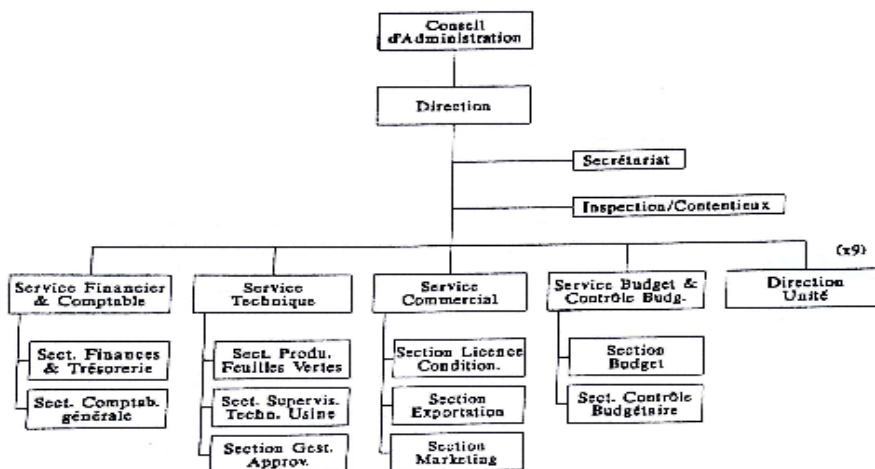 Conseil
d'Administration
Direction
Secrétariat
Inspection/Contentieux
(x9)
Service Financier
& Comptable
Service
Technique
Service
Commercial
Service Budget &
Contrôle Budg.
Direction
Unité
Sect. Finances
& Trésorerie
Sect. Comptab.
générale
Sect. Produ.
Feuilles Vertes
Sect. Supervis.
Techn. Usine
Section Gest.
Approv.
Section Licence
Condition.
Section
Exportation
Section
Marketing
Section
Budget
Sect. Contrôle
Budgétaire